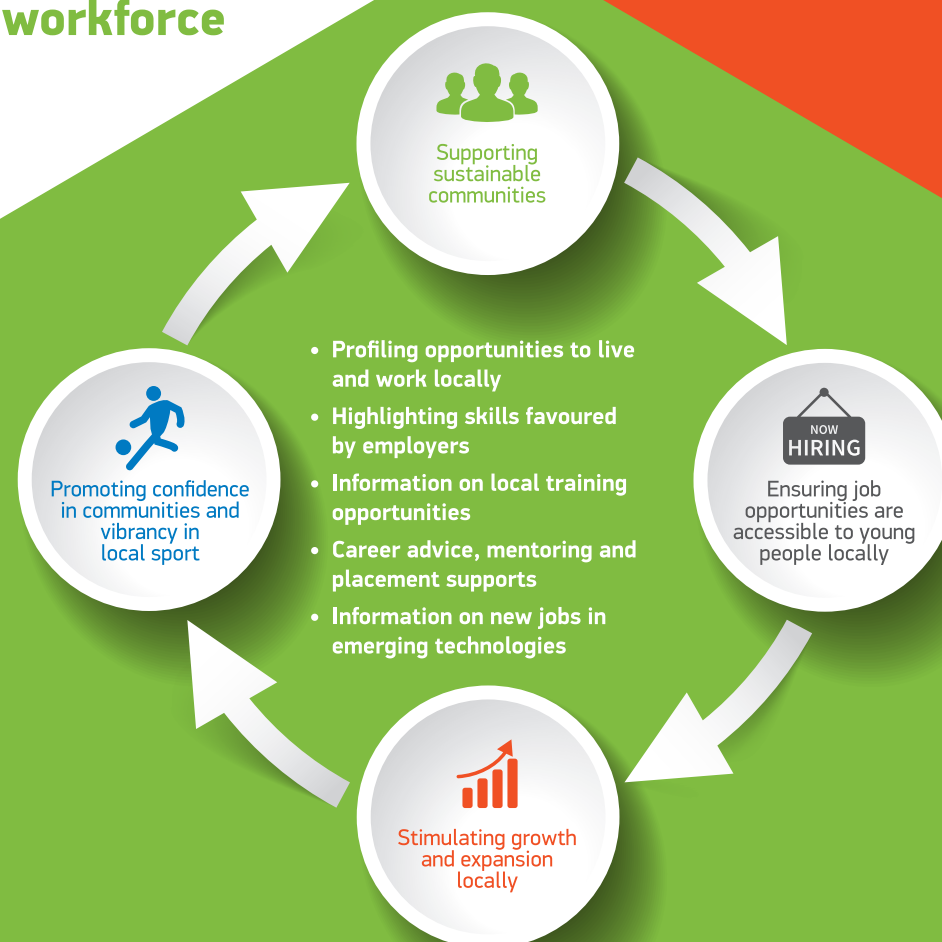 workforce
Supporting
sustainable
communities
• Profiling opportunities to live
and work locally
• Highlighting skills favoured
by employers
• Information on local training
opportunities
• Career advice, mentoring and
placement supports
• Information on new jobs in
emerging technologies
Promoting confidence
in communities and
vibrancy in
local sport
NOW
HIRING
Ensuring job
opportunities are
accessible to young
people locally
Stimulating growth
and expansion
locally